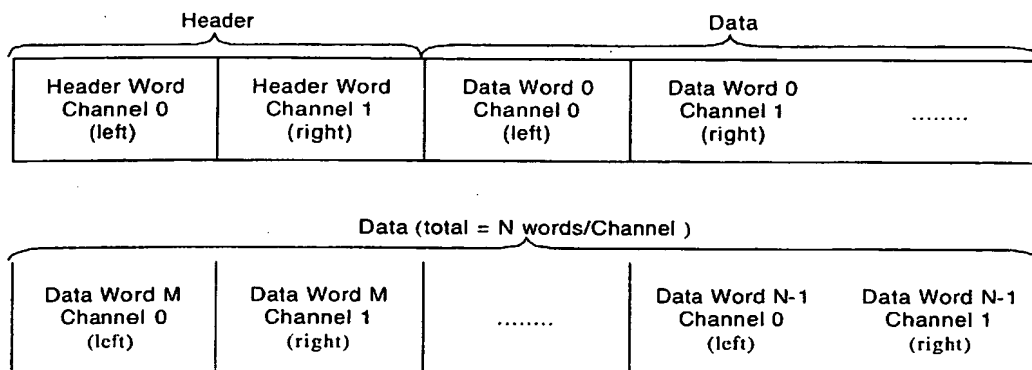 Header Data
Header Word Header Word Data Word 0 Data Word 0
Channel 0 Channel 1 Channel 0 Channel 1
(left) (right) (left) (right) ........
Data (total = N words/Channel )
Data Word M Data Word M Data Word N-1 Data Word N-1
Channel 0 Channel 1 ........ Channel 0 Channel 1
(left) (right) (left) (right)